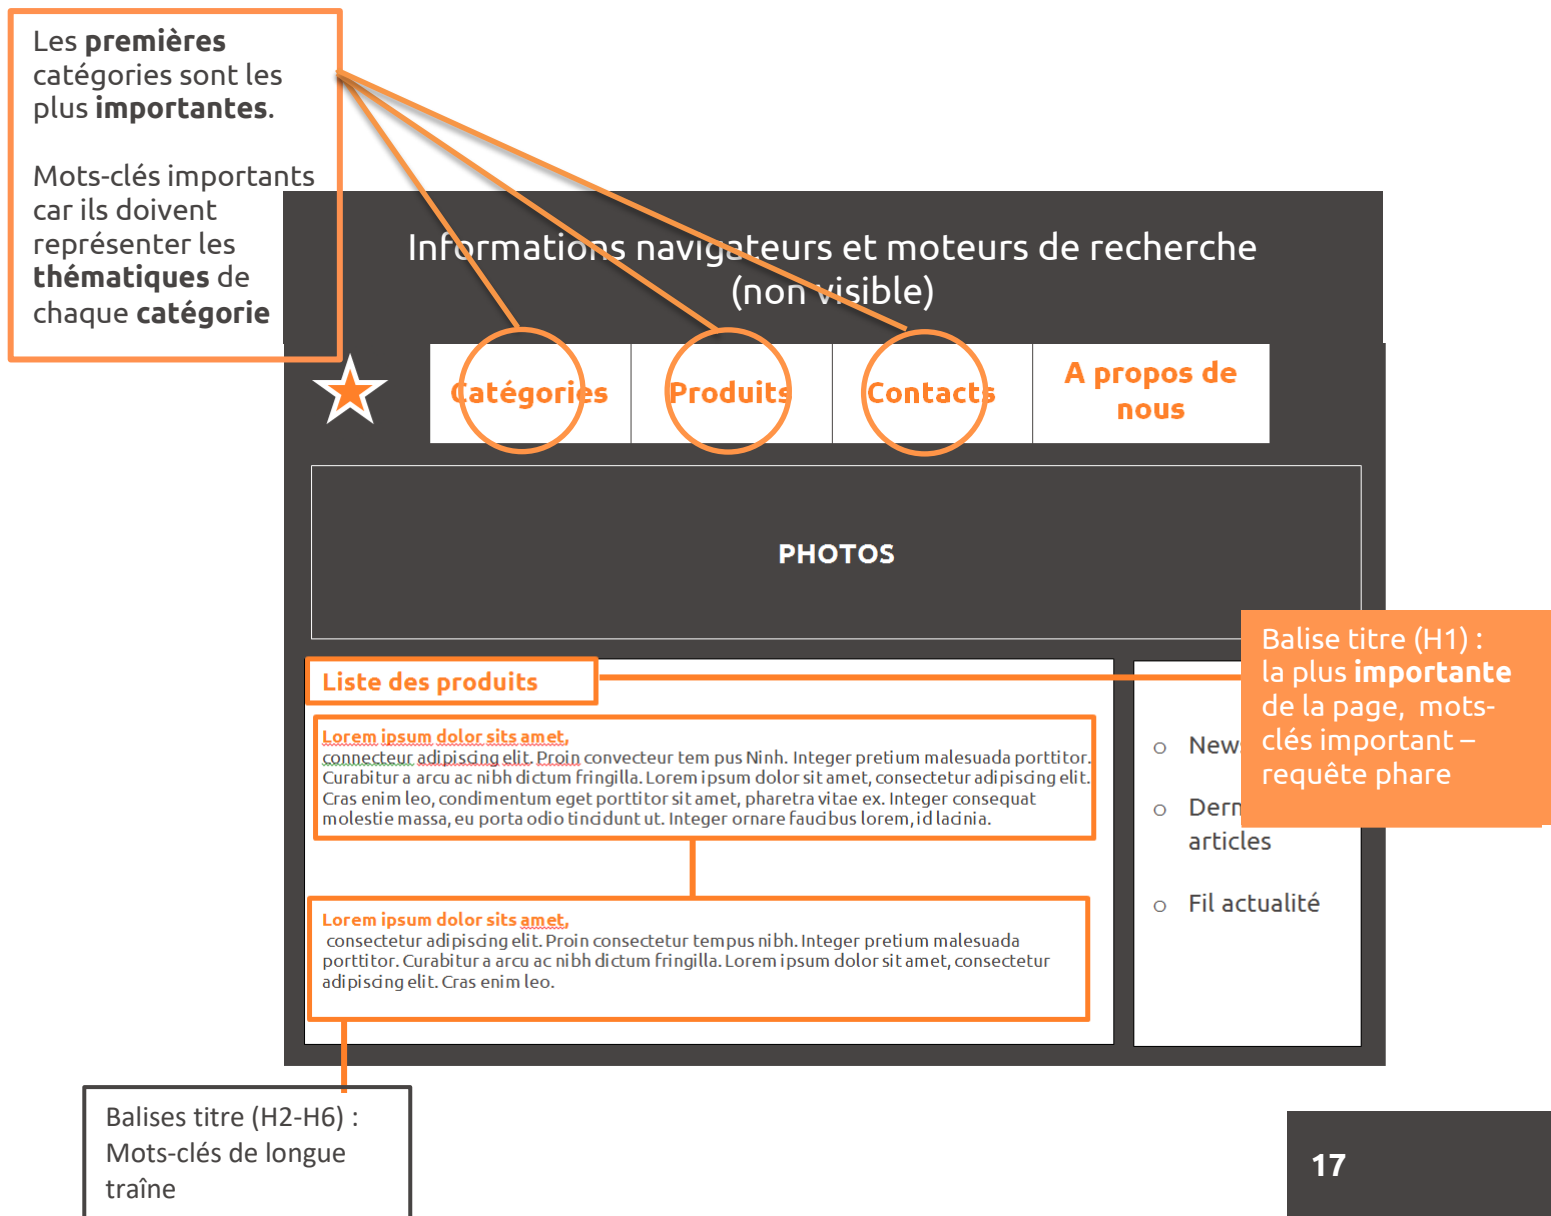 Les premières
catégories sont les
plus importantes.
Mots-clés importants
car ils doivent
représenter les
thématiques de
chaque catégorie
Informations navigateurs et moteurs de recherche
(non visible)
Catégories
Produits
Contacts
A propos de
nous
PHOTOS
Liste des produits
Lorem ipsum dolor sits amet,
connecteur adipiscing elit. Proin convecteur tem pus Ninh. Integer pretium malesuada porttitor.
Curabitur a arcu ac nibh dictum fringilla. Lorem ipsum dolor sit amet, consectetur adipiscing elit.
Cras enim leo, condimentum eget porttitor sit amet, pharetra vitae ex. Integer consequat
molestie massa, eu porta odio tincidunt ut. Integer ornare faucibus lorem, id lacinia.
Lorem ipsum dolor sits amet,
consectetur adipiscing elit. Proin consectetur tempus nibh. Integer pretium malesuada
porttitor. Curabitur a arcu ac nibh dictum fringilla. Lorem ipsum dolor sit amet, consectetur
adipiscing elit. Cras enim leo.
Balise titre (H1) :
la plus importante
de la page, mots-
clés important –
requête phare
articles
Fil actualité
Balises titre (H2-H6) :
Mots-clés de longue
traîne
17